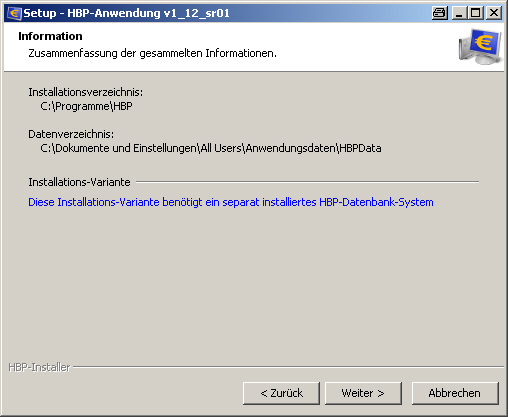 Setup - HBP-Anwendung v1_12_sr01
Information
Zusammenfassung der gesammelten Informationen.
Installationsverzeichnis:
C:\Programme\HBP
Datenverzeichnis:
C:\Dokumente und Einstellungen\All Users\Anwendungsdaten\HBPData
Installations-Variante
Diese Installations-Variante benötigt ein separat installiertes HBP-Datenbank-System
HBP-Installer
< Zurück
Weiter >
Abbrechen